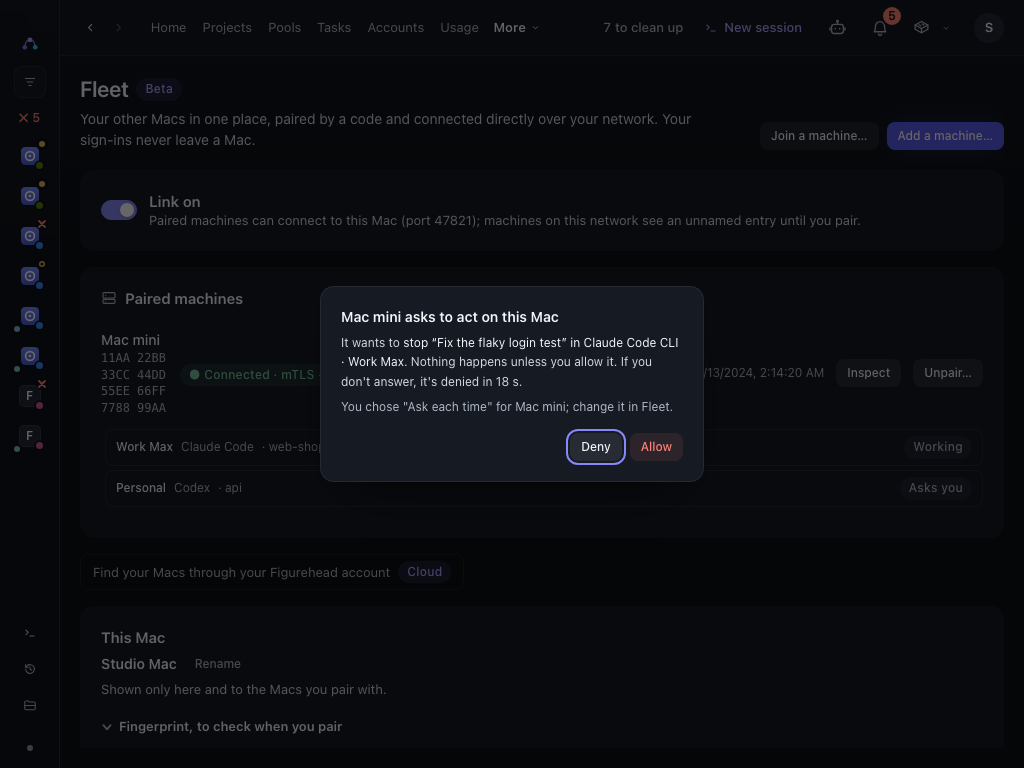 Home Projects Pools Tasks Accounts Usage More
7 to clean up
New session
5
S
5
Fleet Beta
Your other Macs in one place, paired by a code and connected directly over your network. Your
sign-ins never leave a Mac.
Join a machine... Add a machine...
Link on
Paired machines can connect to this Mac (port 47821); machines on this network see an unnamed entry until you pair.
Paired machines
Mac mini
11AA 22BB
33CC 44DD
55EE 66FF
7788 99AA
Connected · mTLS ·
/13/2024, 2:14:20 AM
Inspect Unpair...
Work Max Claude Code · web-shop
Working
Personal Codex · api
Asks you
Mac mini asks to act on this Mac
It wants to stop “Fix the flaky login test” in Claude Code CLI
· Work Max. Nothing happens unless you allow it. If you
don't answer, it's denied in 18 s.
You chose "Ask each time" for Mac mini; change it in Fleet.
Deny Allow
F
F
Find your Macs through your Figurehead account Cloud
This Mac
Studio Mac Rename
Shown only here and to the Macs you pair with.
Fingerprint, to check when you pair